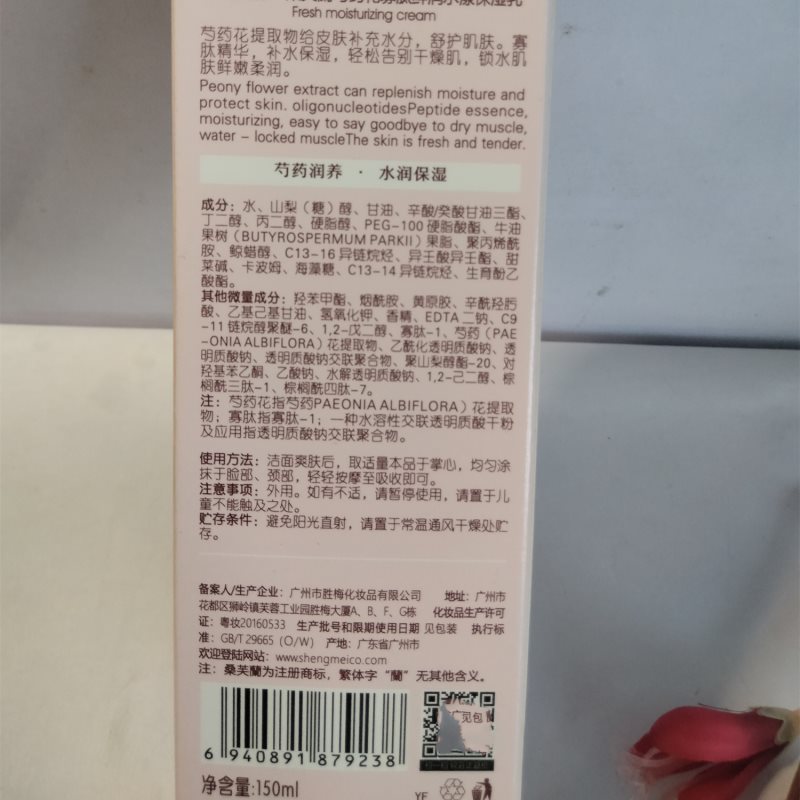 Fresh moisturizing cream
芍药花提取物给皮肤补充水分，舒护肌肤。寡
肽精华，补水保湿，轻松告别干燥肌，锁水肌
肤鲜嫩柔润。
Peony flower extract can replenish moisture and
protect skin. oligonucleotidesPeptide essence,
moisturizing, easy to say goodbye to dry muscle,
water – locked muscleThe skin is fresh and tender.
芍药润养 · 水润保湿
成分：水、山梨（糖）醇、甘油、辛酸/癸酸甘油三酯、
丁二醇、丙二醇、硬脂醇、PEG-100 硬脂酸酯、牛油
果树（BUTYROSPERMUM PARKII）果脂、聚丙烯酰
胺、鲸蜡醇、C13-16 异链烷烃、异壬酸异壬酯、甜
菜碱、卡波姆、海藻糖、C13-14 异链烷烃、生育酚乙
酸酯。
其他微量成分：羟苯甲酯、烟酰胺、黄原胶、辛酰羟肟
酸、乙基己基甘油、氢氧化钾、香精、EDTA 二钠、C9
-11 链烷醇聚醚-6、1,2-戊二醇、寡肽-1、芍药（PAE
-ONIA ALBIFLORA）花提取物、乙酰化透明质酸钠、透
明质酸钠、透明质酸钠交联聚合物、聚山梨醇酯-20、对
羟基苯乙酮、乙酸钠、水解透明质酸钠、1,2-己二醇、棕
榈酰三肽-1、棕榈酰四肽-7。
注：芍药花指芍药PAEONIA ALBIFLORA）花提取
物；寡肽指寡肽-1；一种水溶性交联透明质酸干粉
及应用指透明质酸钠交联聚合物。
使用方法：洁面爽肤后，取适量本品于掌心，均匀涂
抹于脸部、颈部，轻轻按摩至吸收即可。
注意事项：外用。如有不适，请暂停使用，请置于儿
童不能触及之处。
贮存条件：避免阳光直射，请置于常温通风干燥处贮
存。
备案人/生产企业：广州市胜梅化妆品有限公司 地址：广州市
花都区狮岭镇芙蓉工业园胜梅大厦A、B、F、G栋 化妆品生产许可
证：粤妆20160533 生产批号和限期使用日期 见包装 执行标
准：GB/T 29665（O/W） 产地：广东省广州市
欢迎登陆网站：www.shengmeico.com
注：桑芙蘭为注册商标，繁体字“蘭”无其他含义。
见包
6 940891 879238
净含量:150ml
YF